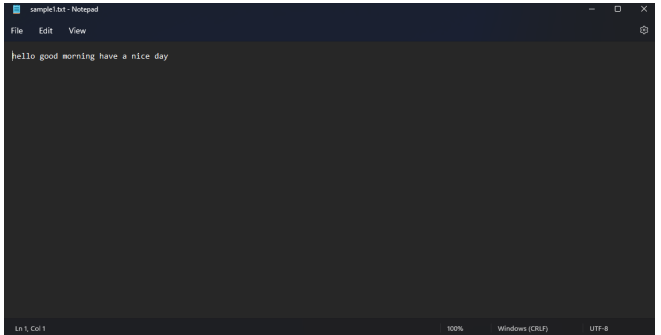 sample1.txt - Notepad
File Edit View
hello good morning have a nice day
Ln 1, Col 1 100% Windows (CRLF) UTF-8